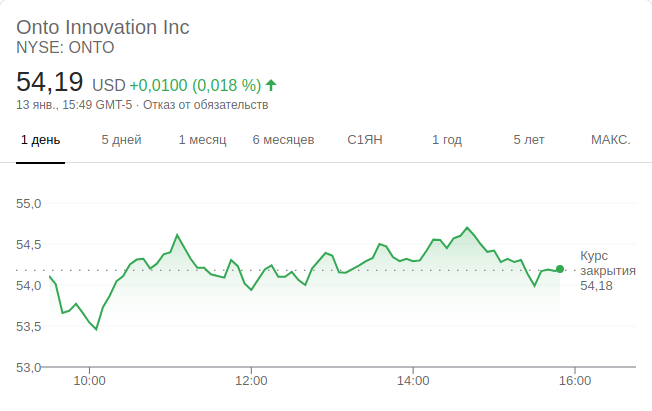 Onto Innovation Inc
NYSE: ONTO
54,19 USD +0,0100 (0,018 %)
13 янв., 15:49 GMT-5 · Отказ от обязательств
1 день 5 дней 1 месяц 6 месяцев С1ЯН 1 год 5 лет МАКС.
55,0
54,5
54,0
53,5
53,0
Курс
закрытия
54,18
10:00 12:00 14:00 16:00